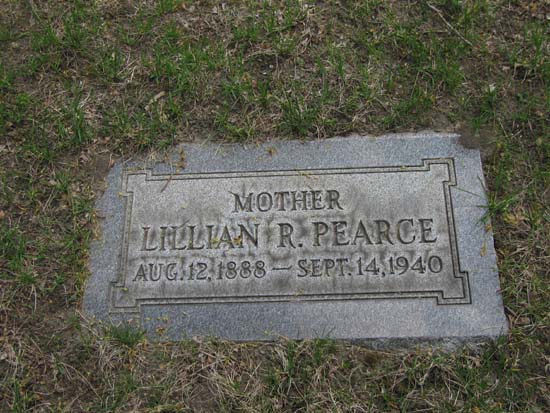 MOTHER
LILLIAN R. PEARCE
AUG. 12, 1888 — SEPT. 14, 1940